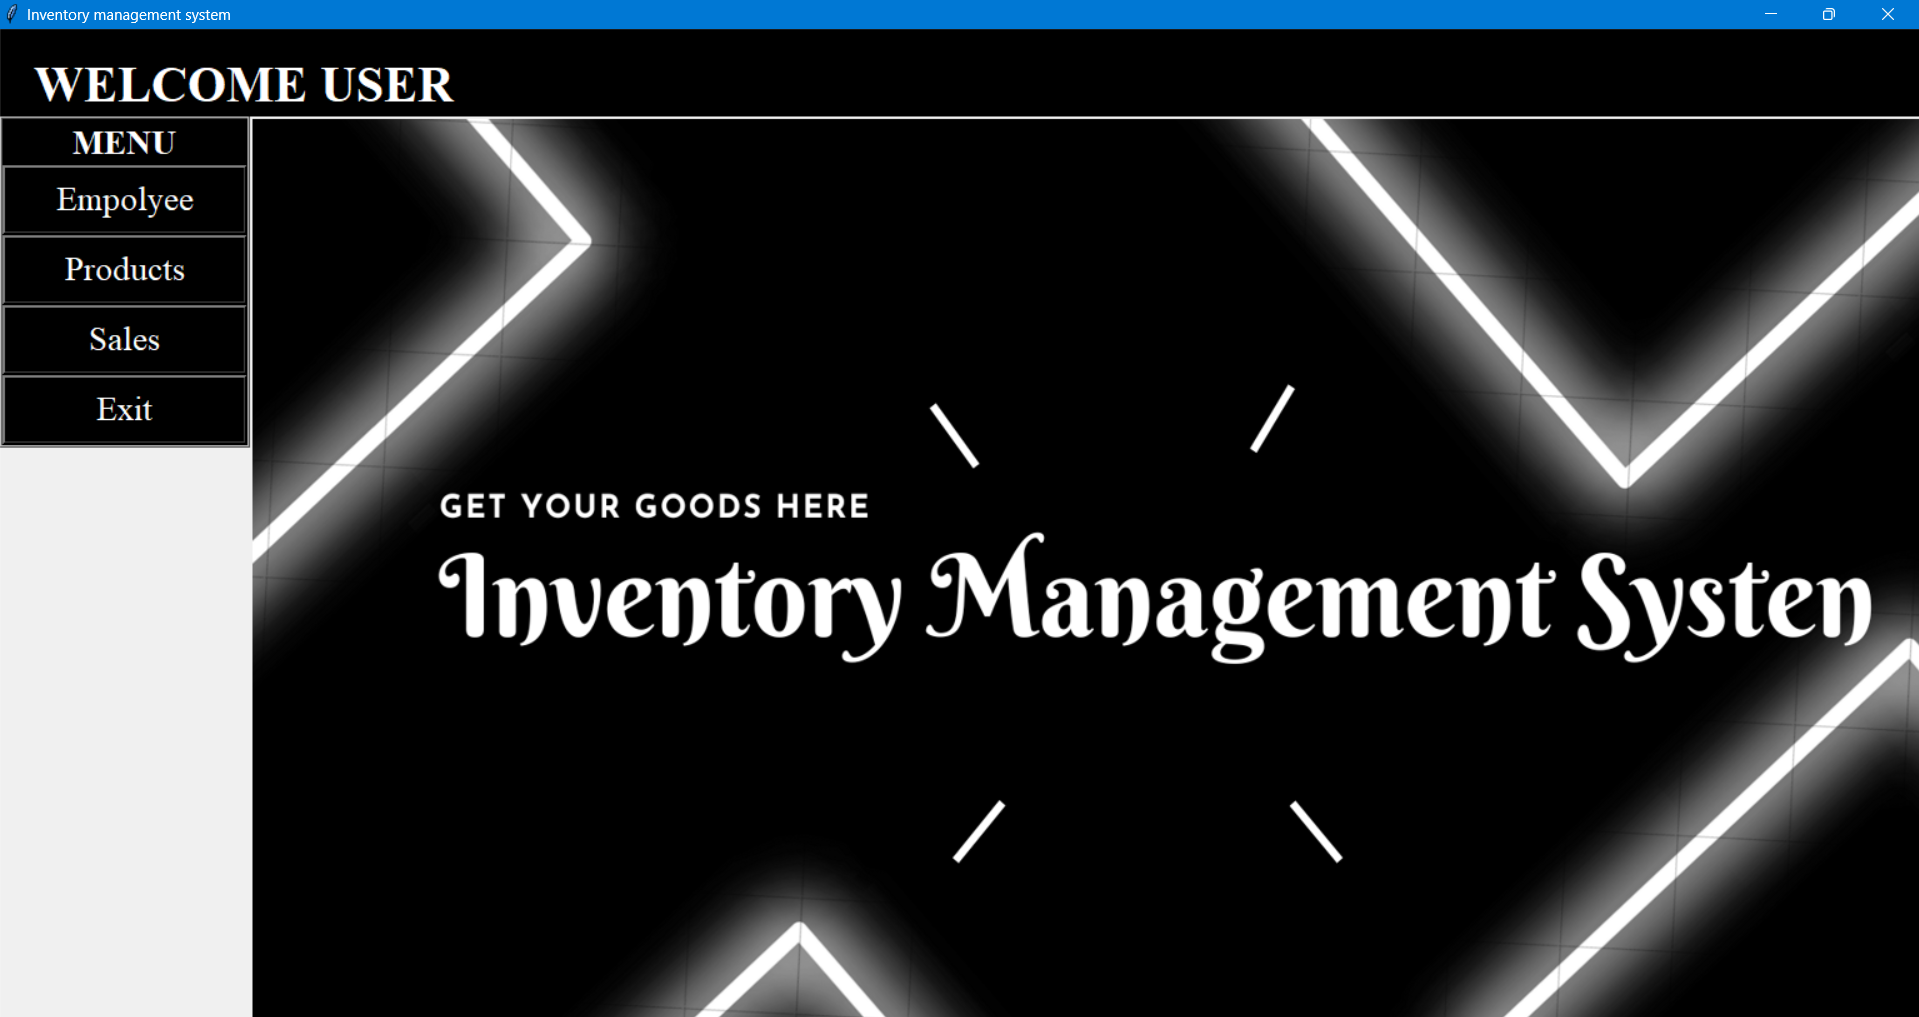 Inventory management system
WELCOME USER
MENU
Empolyee
Products
Sales
Exit
GET YOUR GOODS HERE
Inventory Management Systen